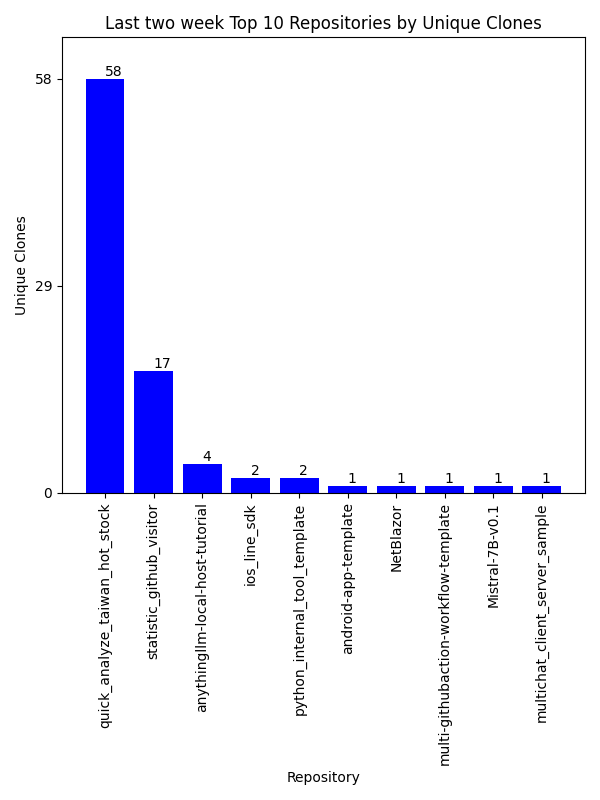 Last two week Top 10 Repositories by Unique Clones
Unique Clones
58
29
0
58
17
4
2
2
1
1
1
1
1
quick_analyze_taiwan_hot_stock
statistic_github_visitor
anythingllm-local-host-tutorial
ios_line_sdk
python_internal_tool_template
android-app-template
NetBlazor
multi-githubaction-workflow-template
Mistral-7B-v0.1
multichat_client_server_sample
Repository